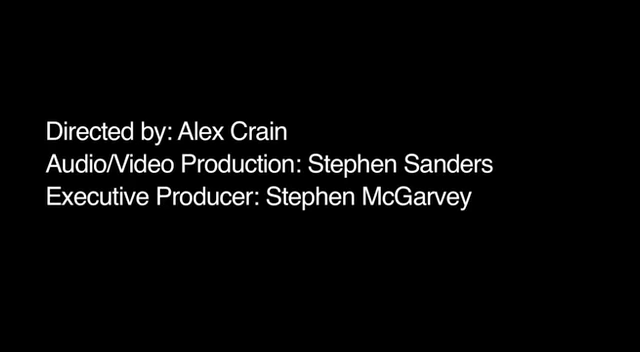 Directed by: Alex Crain
Audio/Video Production: Stephen Sanders
Executive Producer: Stephen McGarvey